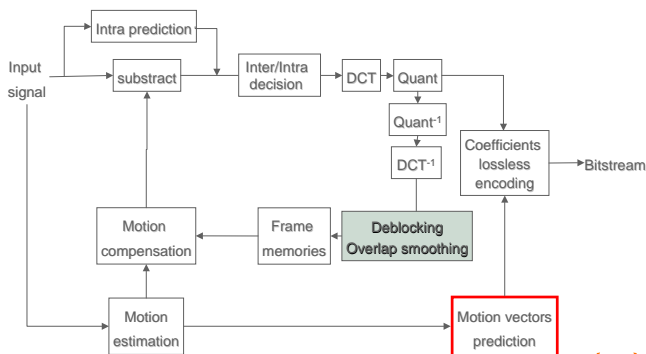 Intra prediction
Input
signal
substract
Inter/Intra
decision
DCT
Quant
Quant-1
DCT-1
Coefficients
lossless
encoding
Bitstream
Motion
compensation
Frame
memories
Deblocking
Overlap smoothing
Motion
estimation
Motion vectors
prediction